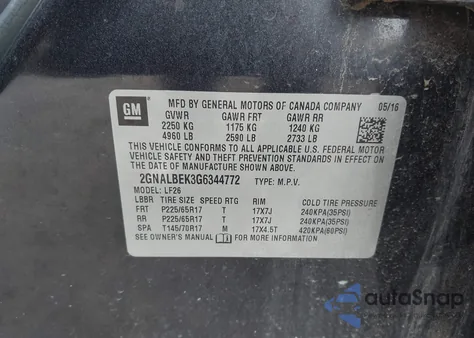 GM
MFD BY GENERAL MOTORS OF CANADA COMPANY 05/16
GVWR GAWR FRT GAWR RR
2250 KG 1175 KG 1240 KG
4960 LB 2590 LB 2733 LB
THIS VEHICLE CONFORMS TO ALL APPLICABLE U.S. FEDERAL MOTOR
VEHICLE SAFETY AND THEFT PREVENTION STANDARDS IN EFFECT ON
THE DATE OF MANUFACTURE SHOWN ABOVE.
2GNALBEK3G6344772 TYPE: M.P.V.
MODEL: LF26
LBBR TIRE SIZE SPEED RTG RIM COLD TIRE PRESSURE
FRT P225/65R17 T 17X7J 240KPA(35PSI)
RR P225/65R17 T 17X7J 240KPA(35PSI)
SPA T145/70R17 M 17X4.5T 420KPA(60PSI)
SEE OWNER'S MANUAL FOR MORE INFORMATION
autoSnap